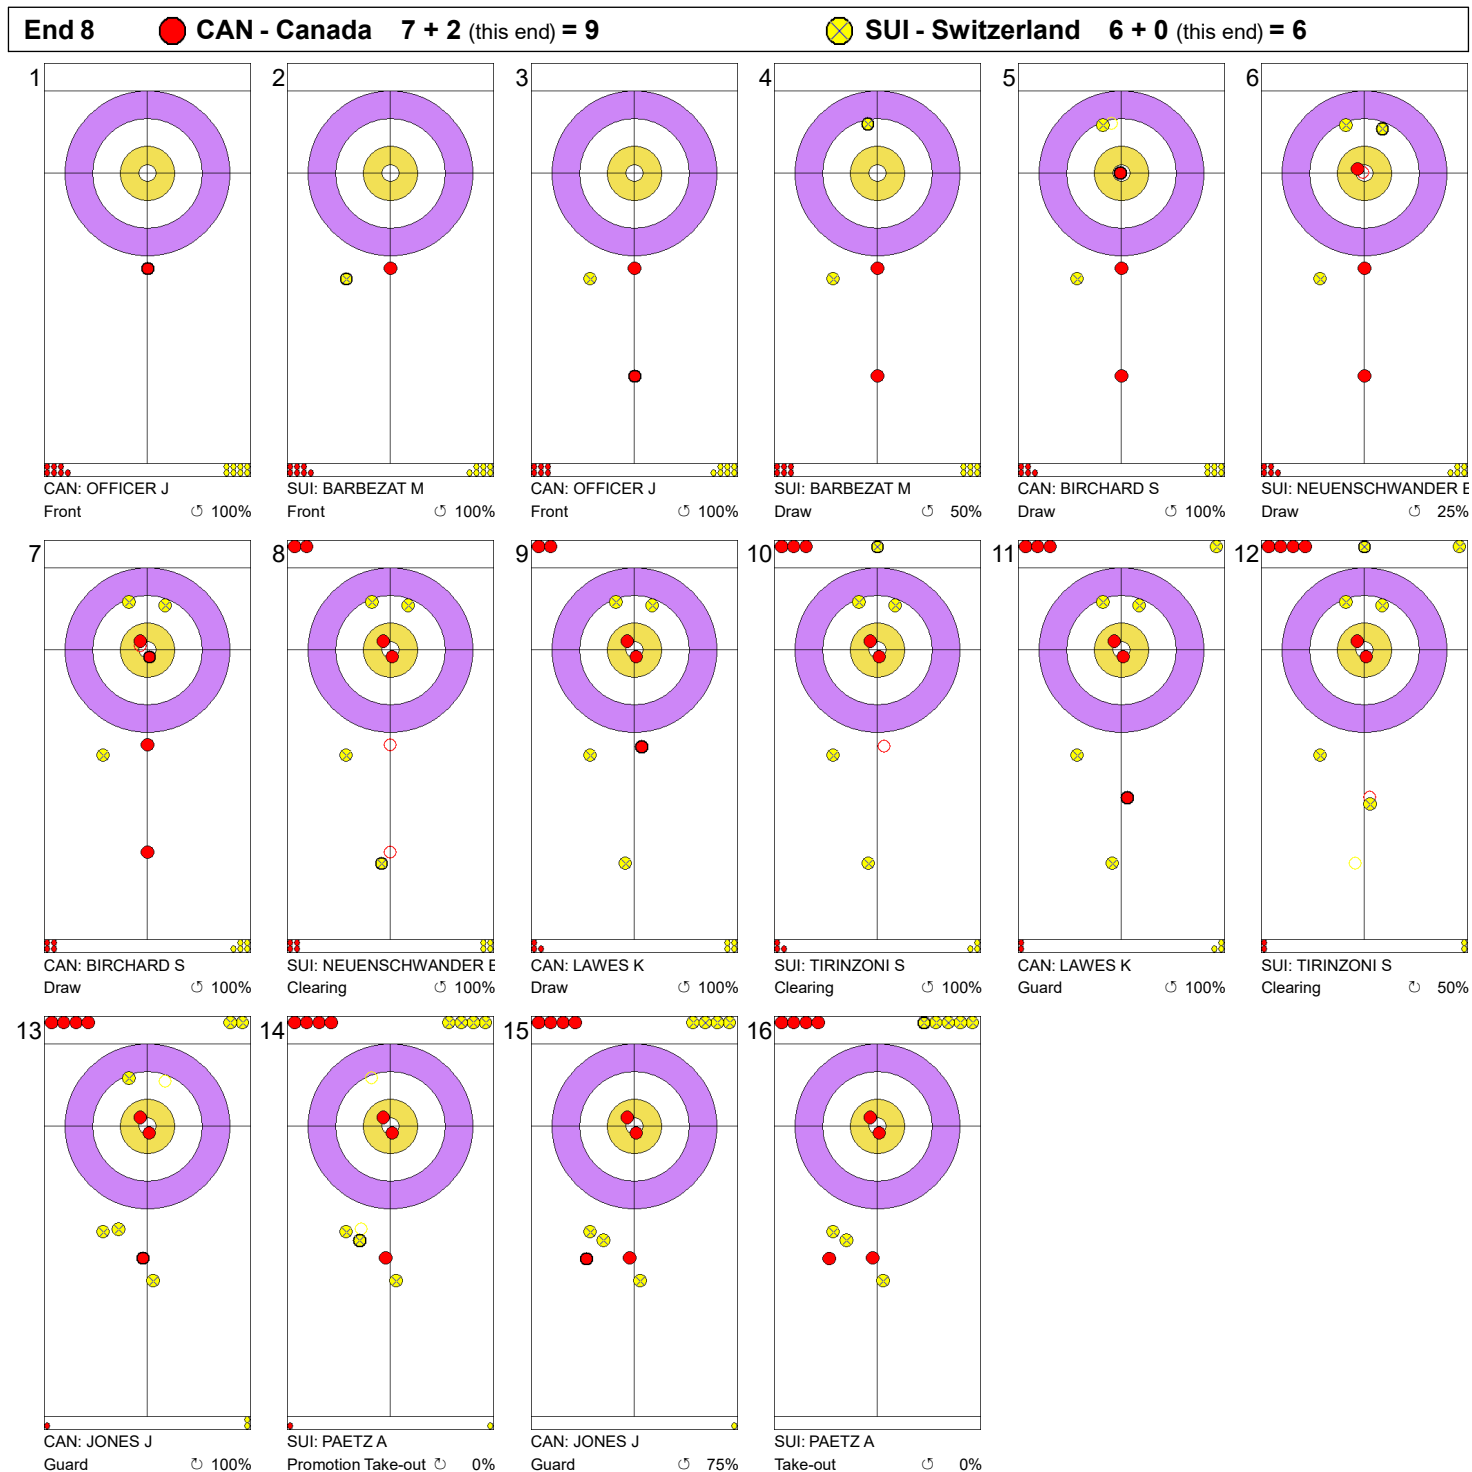 End 8 CAN - Canada 7 + 2 (this end) = 9 SUI - Switzerland 6 + 0 (this end) = 6
1 2 3 4 5 6
CAN: OFFICER J SUI: BARBEZAT M CAN: OFFICER J SUI: BARBEZAT M CAN: BIRCHARD S SUI: NEUENSCHWANDER E
Front ↺ 100% Front ↺ 100% Front ↺ 100% Draw ↺ 50% Draw ↺ 100% Draw ↺ 25%
7 8 9 10 11 12
CAN: BIRCHARD S SUI: NEUENSCHWANDER E CAN: LAWES K SUI: TIRINZONI S CAN: LAWES K SUI: TIRINZONI S
Draw ↺ 100% Clearing ↺ 100% Draw ↺ 100% Clearing ↺ 100% Guard ↺ 100% Clearing ↻ 50%
13 14 15 16
CAN: JONES J SUI: PAETZ A CAN: JONES J SUI: PAETZ A
Guard ↻ 100% Promotion Take-out ↻ 0% Guard ↺ 75% Take-out ↺ 0%